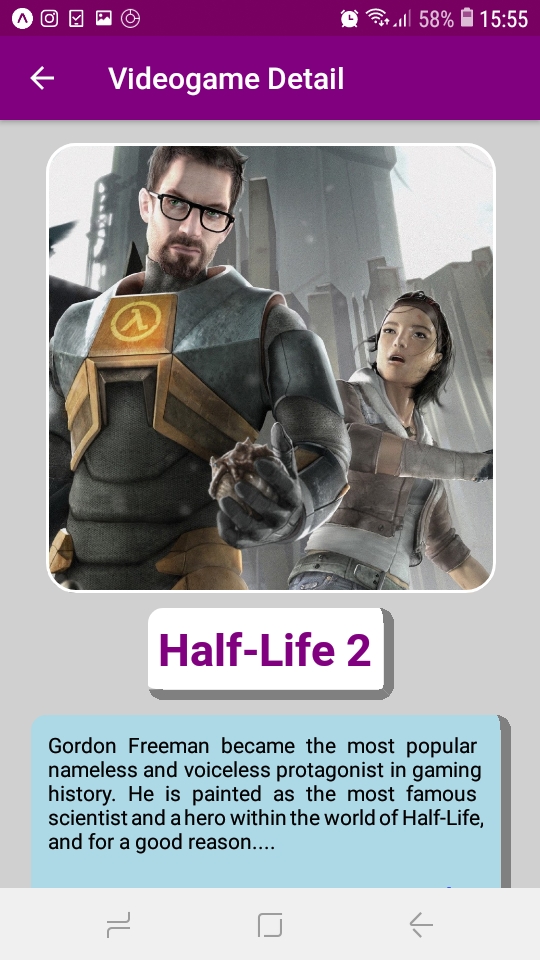 58% 15:55
Videogame Detail
Half-Life 2
Gordon Freeman became the most popular
nameless and voiceless protagonist in gaming
history. He is painted as the most famous
scientist and a hero within the world of Half-Life,
and for a good reason....